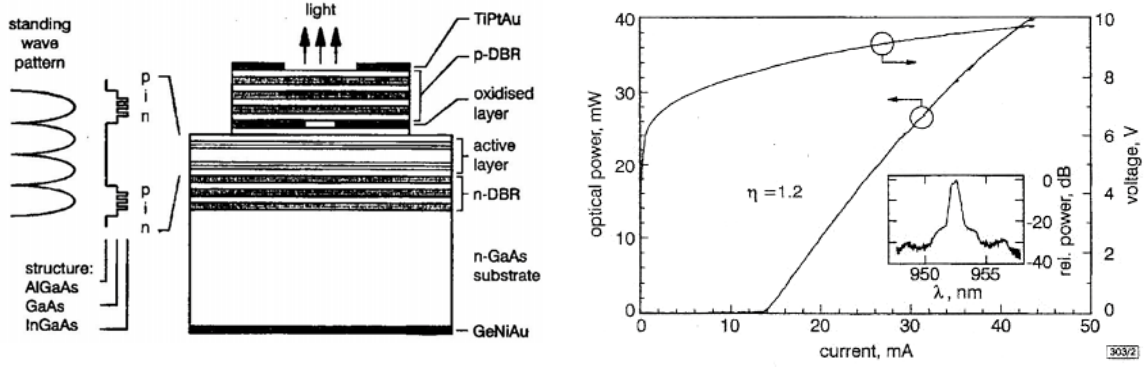 standing
wave
pattern
light
p
i
n
p
i
n
TiPtAu
p-DBR
oxidised
layer
active
layer
n-DBR
n-GaAs
substrate
GeNiAu
structure:
AlGaAs
GaAs
InGaAs
optical power, mW
40
30
20
10
0
η = 1.2
0
-20
-40
rel. power, dB
950
955
λ, nm
10
8
6
4
2
0
voltage, V
0
10
20
30
40
50
current, mA
303/2